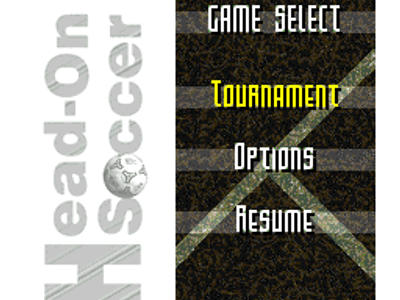 Head-On
Soccer
GAME SELECT
TOURNAMENT
OPTIONS
RESUME